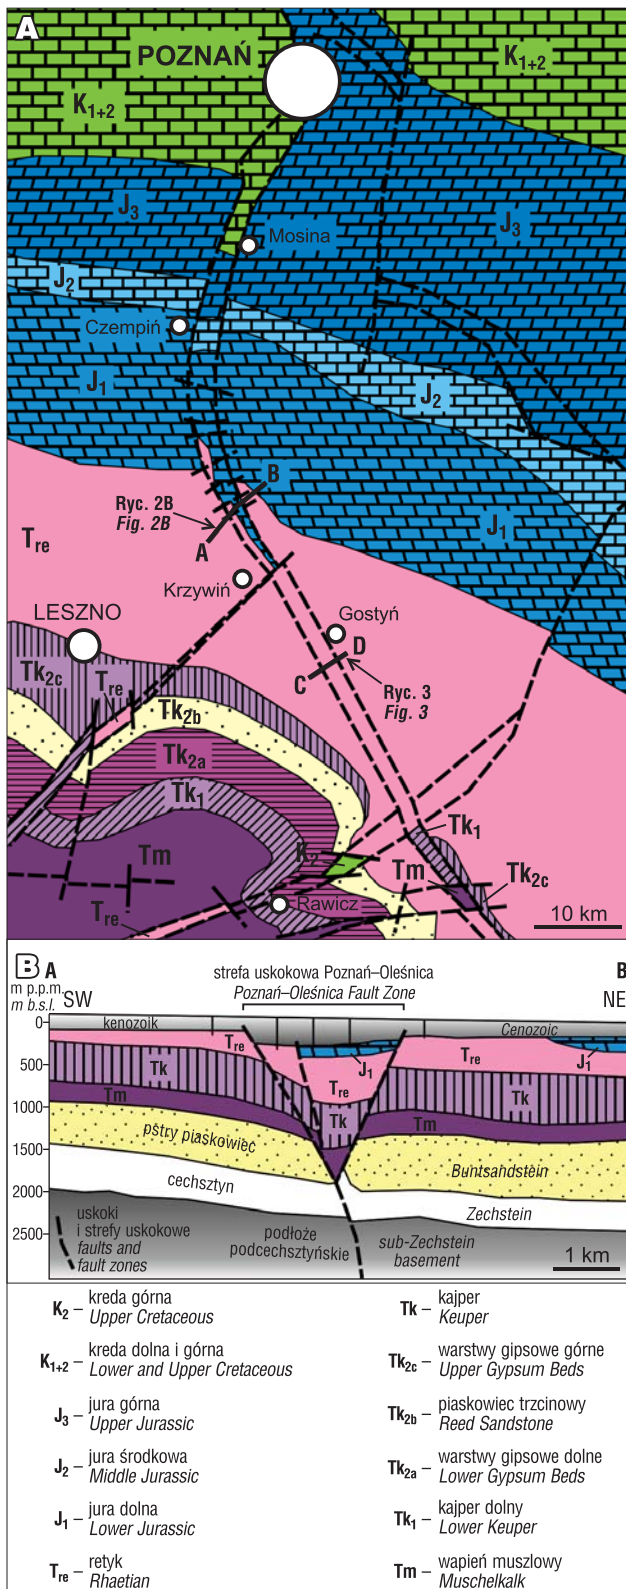 A
POZNAŃ
K1+2
K1+2
J3
J3
Mosina
J2
Czempiń
J1
J2
B
Ryc. 2B
Fig. 2B
A
J1
Tre
Krzywiń
LESZNO
Gostyń
D
C
Ryc. 3
Fig. 3
Tk2c
Tre
Tk2b
Tk2a
Tk1
Tk1
K2
Tm
Tm
Tk2c
Tre
Rawicz
10 km
B
A
strefa uskokowa Poznań–Oleśnica
Poznań–Oleśnica Fault Zone
B
m p.p.m.
m b.s.l.
SW
NE
0
kenozoik
Cenozoic
Tre
J1
Tre
J1
500
Tk
Tre
Tk
1000
Tm
Tk
Tm
1500
pstry piaskowiec
Buntsandstein
2000
cechsztyn
Zechstein
2500
uskoki
i strefy uskokowe
faults and
fault zones
podłoże
podcechsztyńskie
sub-Zechstein
basement
1 km
K2 – kreda górna
Upper Cretaceous
K1+2 – kreda dolna i górna
Lower and Upper Cretaceous
J3 – jura górna
Upper Jurassic
J2 – jura środkowa
Middle Jurassic
J1 – jura dolna
Lower Jurassic
Tre – retyk
Rhaetian
Tk – kajper
Keuper
Tk2c – warstwy gipsowe górne
Upper Gypsum Beds
Tk2b – piaskowiec trzcinowy
Reed Sandstone
Tk2a – warstwy gipsowe dolne
Lower Gypsum Beds
Tk1 – kajper dolny
Lower Keuper
Tm – wapień muszlowy
Muschelkalk